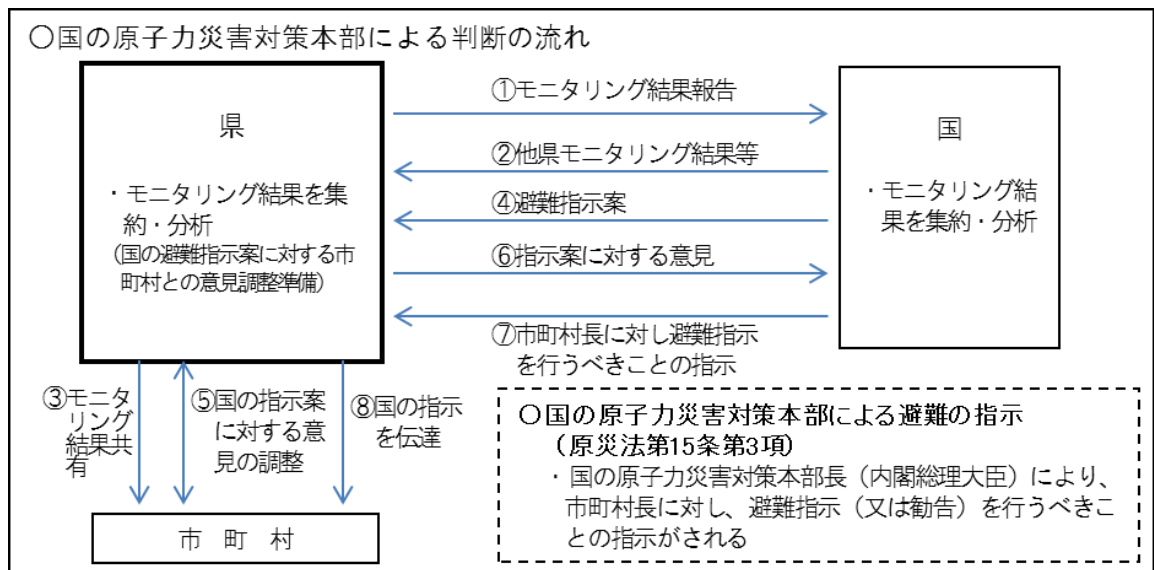 〇国の原子力災害対策本部による判断の流れ
県
・モニタリング結果を集
約・分析
(国の避難指示案に対する市
町村との意見調整準備)
①モニタリング結果報告
②他県モニタリング結果等
④避難指示案
⑥指示案に対する意見
⑦市町村長に対し避難指示
を行うべきことの指示
国
・モニタリング結
果を集約・分析
③モニタ
リング
結果共
有
⑤国の指示案
に対する意
見の調整
⑧国の指示
を伝達
市 町 村
〇国の原子力災害対策本部による避難の指示
(原災法第15条第3項)
・国の原子力災害対策本部長（内閣総理大臣）により、
市町村長に対し、避難指示（又は勧告）を行うべきこ
との指示がされる